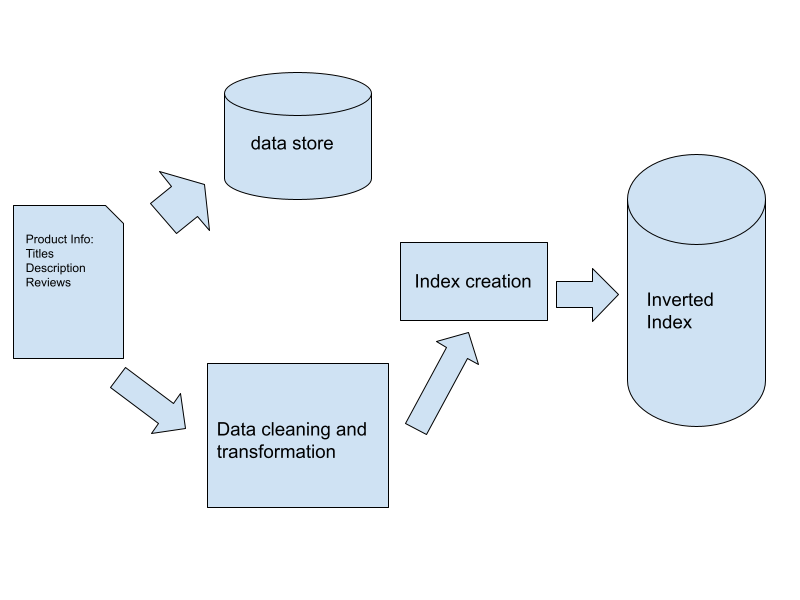 data store
Product Info:
Titles
Description
Reviews
Index creation
Inverted
Index
Data cleaning and
transformation